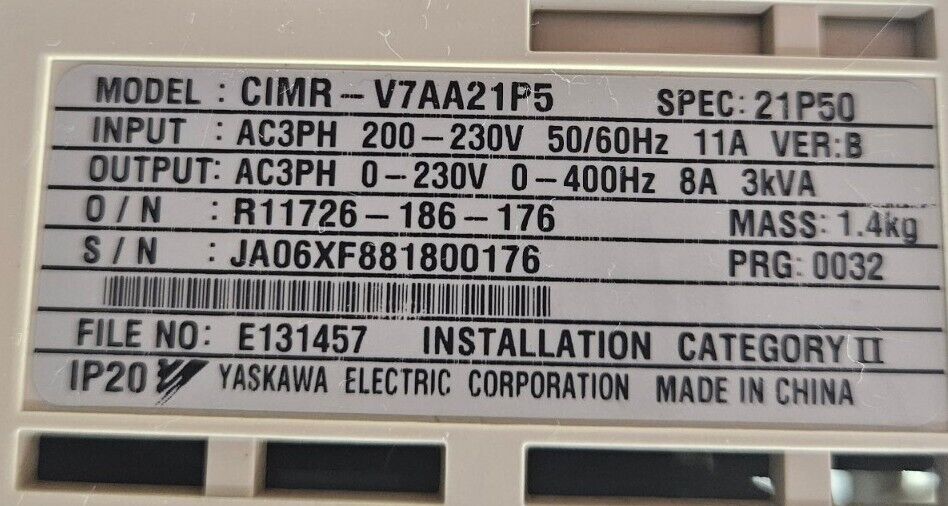 MODEL : CIMR-V7AA21P5 SPEC: 21P50
INPUT : AC3PH 200-230V 50/60Hz 11A VER:B
OUTPUT: AC3PH 0-230V 0-400Hz 8A 3kVA
O/N : R11726-186-176 MASS: 1.4kg
S/N : JA06XF881800176 PRG: 0032
FILE NO: E131457 INSTALLATION CATEGORY II
IP20 YASKAWA ELECTRIC CORPORATION MADE IN CHINA